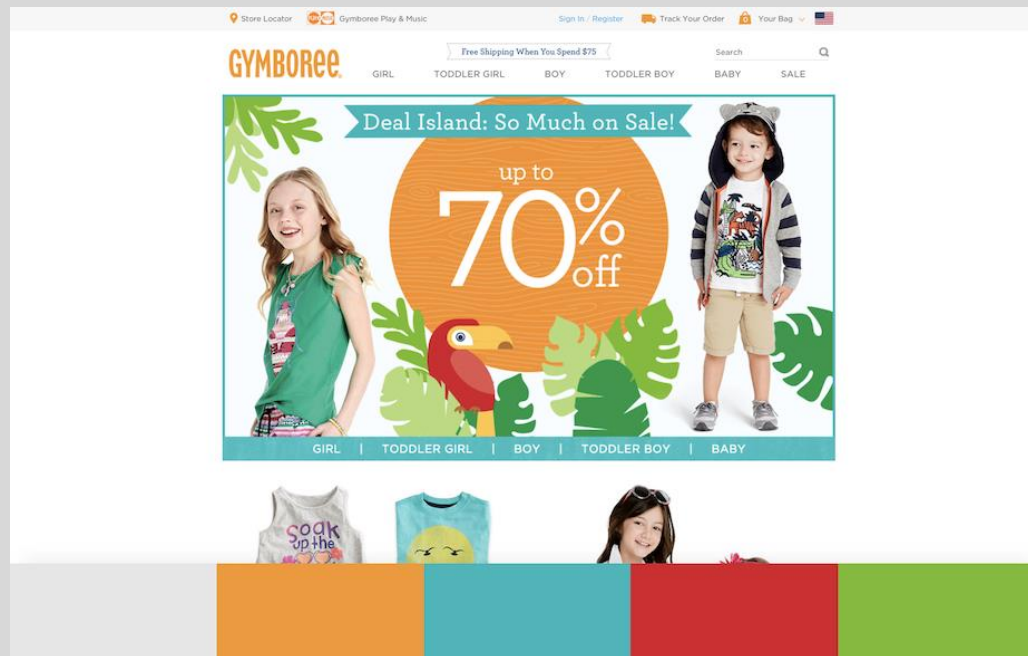 Store Locator
Gymboree Play & Music
Sign In / Register
Track Your Order
0
Your Bag
GYMBOREE
Free Shipping When You Spend $75
Search
GIRL
TODDLER GIRL
BOY
TODDLER BOY
BABY
SALE
Deal Island: So Much on Sale!
up to
70%
off
GIRL | TODDLER GIRL | BOY | TODDLER BOY | BABY
Soak
up the